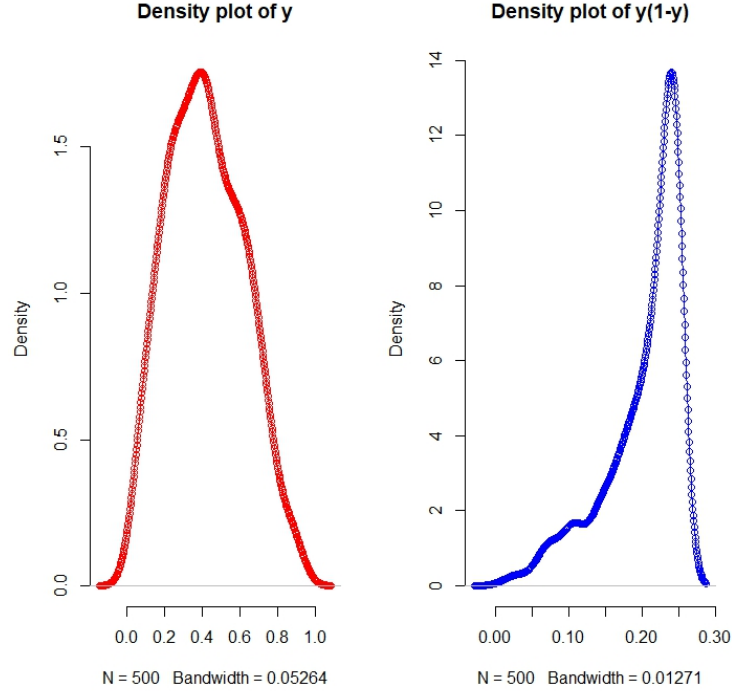 Density plot of y
Density
0.0 0.5 1.0 1.5
0.0 0.2 0.4 0.6 0.8 1.0
N = 500 Bandwidth = 0.05264
Density plot of y(1-y)
Density
0 2 4 6 8 10 12 14
0.00 0.10 0.20 0.30
N = 500 Bandwidth = 0.01271